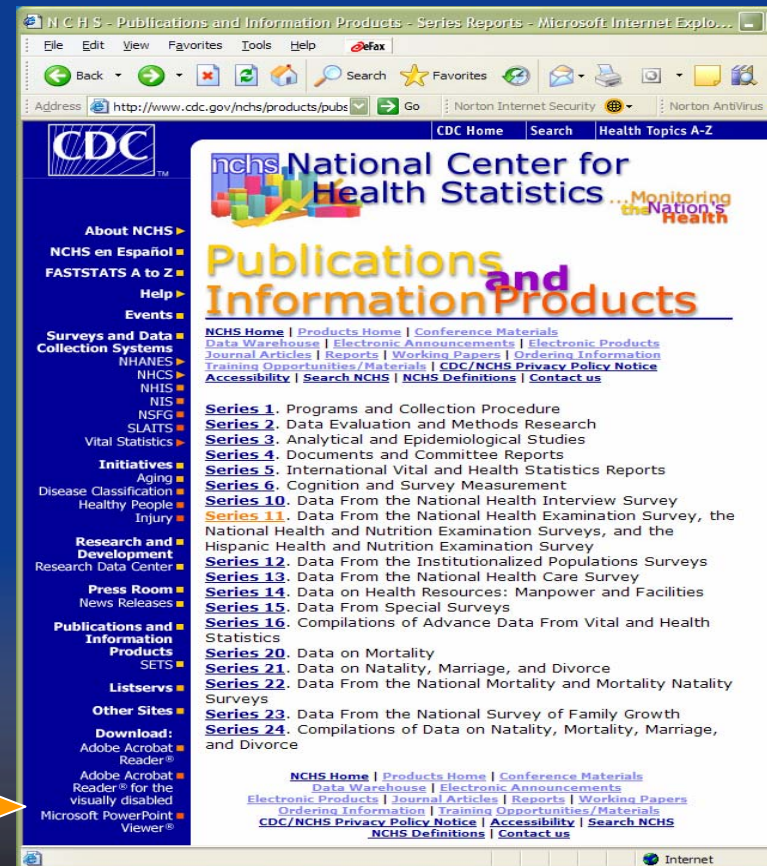 N C H S - Publications and Information Products - Series Reports - Microsoft Internet Explo...
File Edit View Favorites Tools Help eFax
Back Search Favorites
Address http://www.cdc.gov/nchs/products/pubs Go Norton Internet Security Norton AntiVirus
CDC Home Search Health Topics A-Z
CDC
TM
nchs National Center for
Health Statistics ...Monitoring
the Nation's
Health
About NCHS
NCHS en Español
FASTSTATS A to Z
Help
Events
Surveys and Data
Collection Systems
NHANES
NHCS
NHIS
NIS
NSFG
SLAITS
Vital Statistics
Initiatives
Aging
Disease Classification
Healthy People
Injury
Research and
Development
Research Data Center
Press Room
News Releases
Publications and
Information
Products
SETS
Listservs
Other Sites
Download:
Adobe Acrobat
Reader®
Adobe Acrobat
Reader® for the
visually disabled
Microsoft PowerPoint
Viewer®
Publications
and
Information Products
NCHS Home | Products Home | Conference Materials
Data Warehouse | Electronic Announcements | Electronic Products
Journal Articles | Reports | Working Papers | Ordering Information
Training Opportunities/Materials | CDC/NCHS Privacy Policy Notice
Accessibility | Search NCHS | NCHS Definitions | Contact us
Series 1. Programs and Collection Procedure
Series 2. Data Evaluation and Methods Research
Series 3. Analytical and Epidemiological Studies
Series 4. Documents and Committee Reports
Series 5. International Vital and Health Statistics Reports
Series 6. Cognition and Survey Measurement
Series 10. Data From the National Health Interview Survey
Series 11. Data From the National Health Examination Survey, the
National Health and Nutrition Examination Surveys, and the
Hispanic Health and Nutrition Examination Survey
Series 12. Data From the Institutionalized Populations Surveys
Series 13. Data From the National Health Care Survey
Series 14. Data on Health Resources: Manpower and Facilities
Series 15. Data From Special Surveys
Series 16. Compilations of Advance Data From Vital and Health
Statistics
Series 20. Data on Mortality
Series 21. Data on Natality, Marriage, and Divorce
Series 22. Data From the National Mortality and Mortality Natality
Surveys
Series 23. Data From the National Survey of Family Growth
Series 24. Compilations of Data on Natality, Mortality, Marriage,
and Divorce
NCHS Home | Products Home | Conference Materials
Data Warehouse | Electronic Announcements
Electronic Products | Journal Articles | Reports | Working Papers
Ordering Information | Training Opportunities/Materials
CDC/NCHS Privacy Policy Notice | Accessibility | Search NCHS
NCHS Definitions | Contact us
Internet